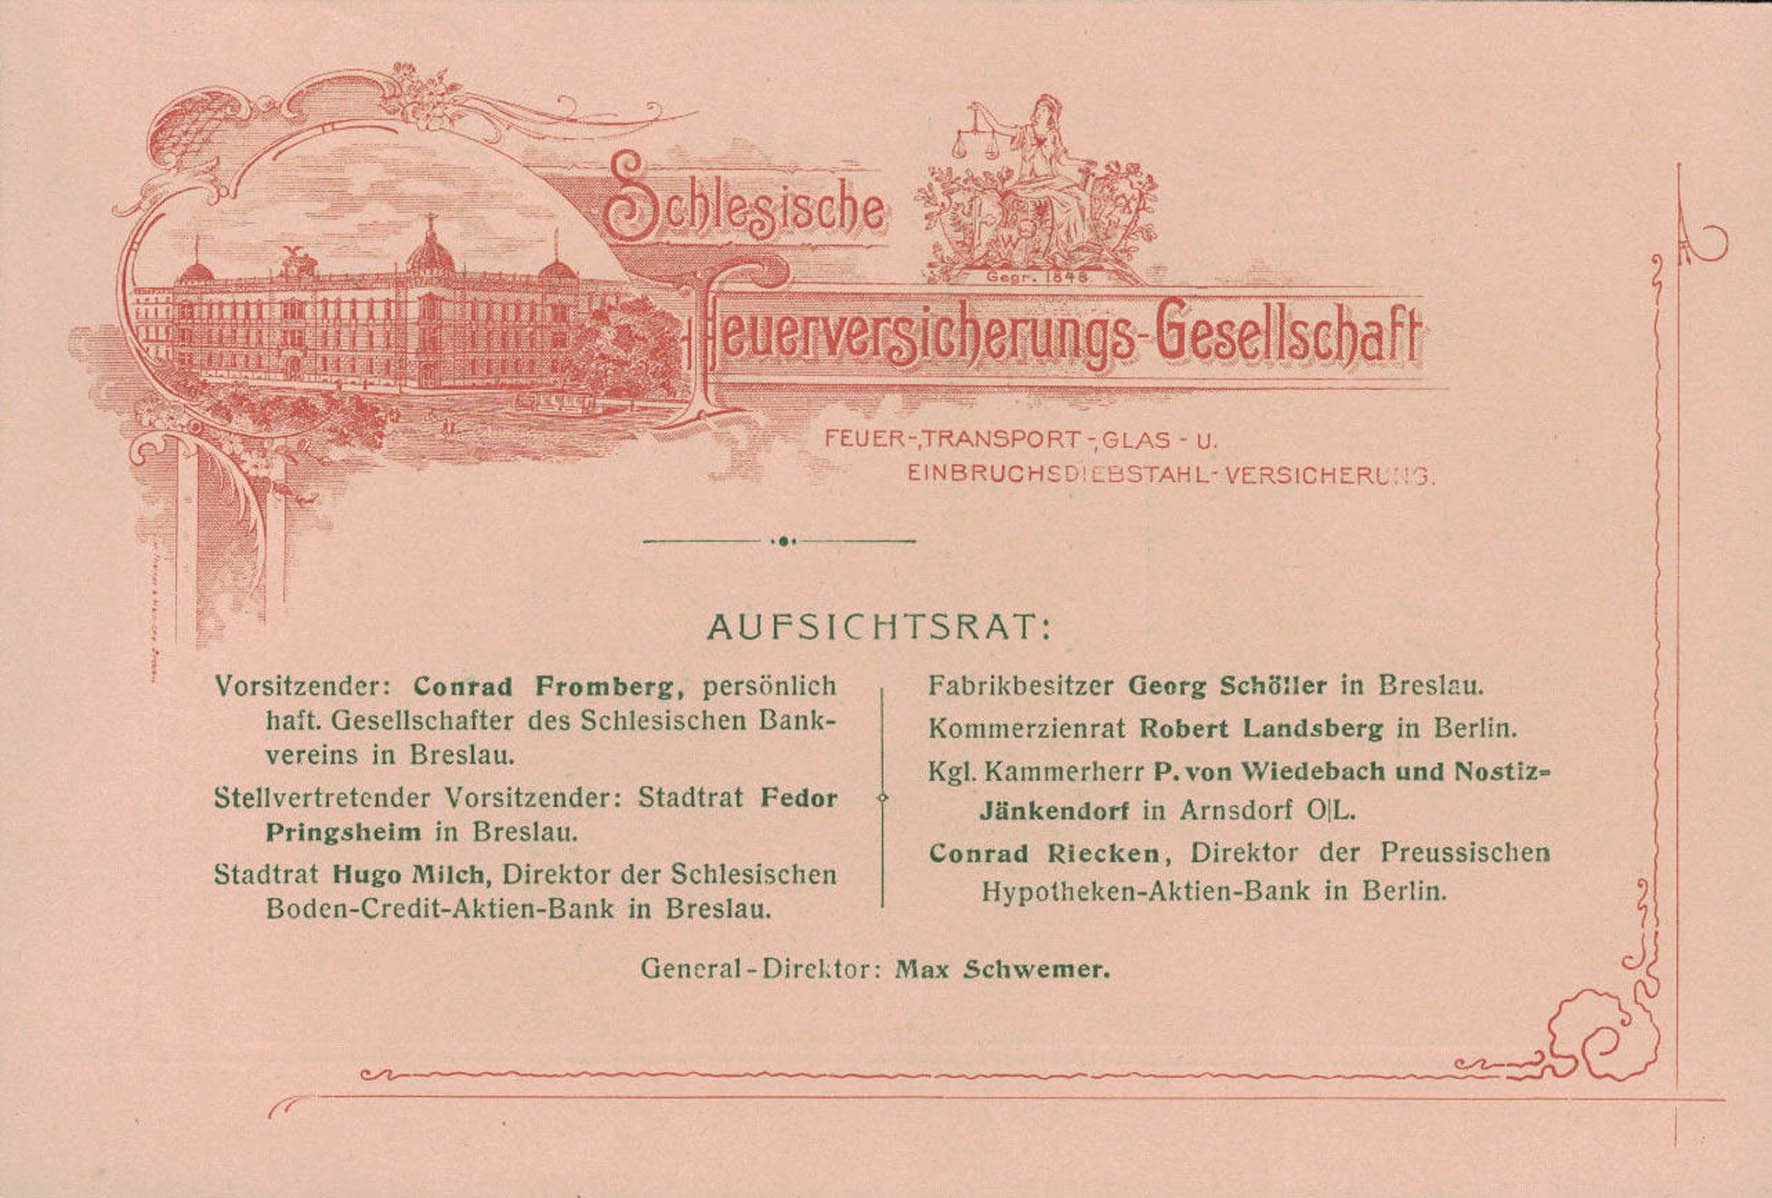 Schlesische
Gegr. 1848.
Feuerversicherungs-Gesellschaft
FEUER-, TRANSPORT-, GLAS- U.
EINBRUCHSDIEBSTAHL-VERSICHERUNG.
AUFSICHTSRAT:
Vorsitzender: Conrad Fromberg, persönlich
haft. Gesellschafter des Schlesischen Bank-
vereins in Breslau.
Stellvertretender Vorsitzender: Stadtrat Fedor
Pringsheim in Breslau.
Stadtrat Hugo Milch, Direktor der Schlesischen
Boden-Credit-Aktien-Bank in Breslau.
Fabrikbesitzer Georg Schöller in Breslau.
Kommerzienrat Robert Landsberg in Berlin.
Kgl. Kammerherr P. von Wiedebach und Nostiz-
Jänkendorf in Arnsdorf O|L.
Conrad Riecken, Direktor der Preussischen
Hypotheken-Aktien-Bank in Berlin.
General-Direktor: Max Schwemer.